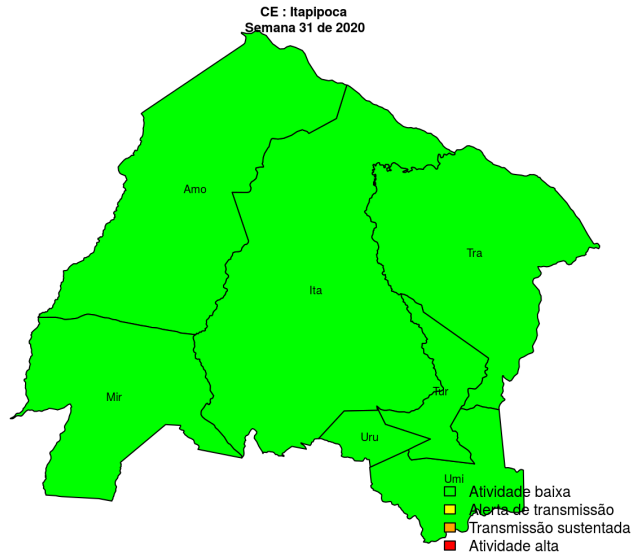 CE : Itapipoca
Semana 31 de 2020
Amo
Tra
Ita
Tur
Mir
Uru
Umi
Atividade baixa
Alerta de transmissão
Transmissão sustentada
Atividade alta